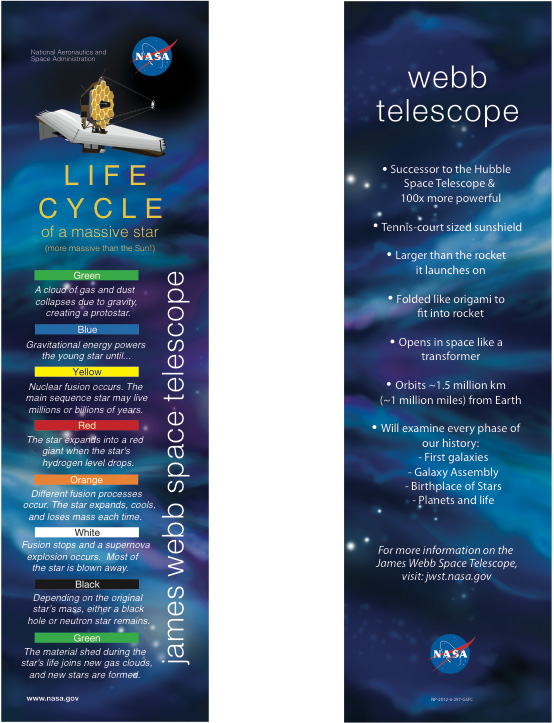 National Aeronautics and
Space Administration
NASA
LIFE
CYCLE
of a massive star
(more massive than the Sun!)
Green
A cloud of gas and dust
collapses due to gravity,
creating a protostar.
Blue
Gravitational energy powers
the young star until...
Yellow
Nuclear fusion occurs. The
main sequence star may live
millions or billions of years.
Red
The star expands into a red
giant when the star's
hydrogen level drops.
Orange
Different fusion processes
occur. The star expands, cools,
and loses mass each time.
White
Fusion stops and a supernova
explosion occurs. Most of
the star is blown away.
Black
Depending on the original
star's mass, either a black
hole or neutron star remains.
Green
The material shed during the
star's life joins new gas clouds,
and new stars are formed.
www.nasa.gov
james webb space telescope
webb
telescope
• Successor to the Hubble
Space Telescope &
100x more powerful
• Tennis-court sized sunshield
• Larger than the rocket
it launches on
• Folded like origami to
fit into rocket
• Opens in space like a
transformer
• Orbits ~1.5 million km
(~1 million miles) from Earth
• Will examine every phase of
our history:
- First galaxies
- Galaxy Assembly
- Birthplace of Stars
- Planets and life
For more information on the
James Webb Space Telescope,
visit: jwst.nasa.gov
NASA
NP-2012-6-297-GSFC